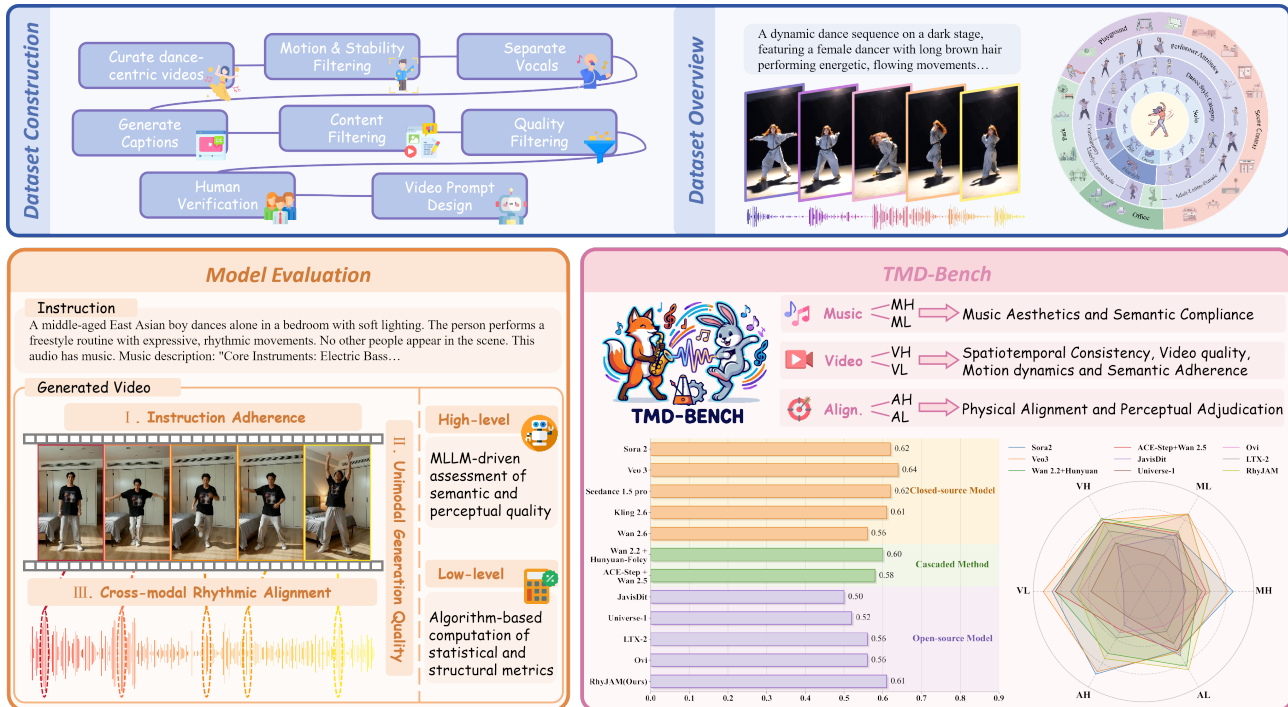 Dataset Construction
Curate dance-
centric videos
Motion & Stability
Filtering
Separate
Vocals
Generate
Captions
Content
Filtering
Quality
Filtering
Human
Verification
Video Prompt
Design
Dataset Overview
A dynamic dance sequence on a dark stage,
featuring a female dancer with long brown hair
performing energetic, flowing movements…
Playground
Performer Attributes
Dance Style Category
Solo
Scene Context
Park
Office
Model Evaluation
Instruction
A middle-aged East Asian boy dances alone in a bedroom with soft lighting. The person performs a
freestyle routine with expressive, rhythmic movements. No other people appear in the scene. This
audio has music. Music description: "Core Instruments: Electric Bass…
Generated Video
Ⅰ. Instruction Adherence
Ⅱ. Unimodal Generation Quality
Ⅲ. Cross-modal Rhythmic Alignment
High-level
MLLM-driven
assessment of
semantic and
perceptual quality
Low-level
Algorithm-based
computation of
statistical and
structural metrics
TMD-Bench
TMD-BENCH
Music
MH
ML
Music Aesthetics and Semantic Compliance
Video
VH
VL
Spatiotemporal Consistency, Video quality,
Motion dynamics and Semantic Adherence
Align.
AH
AL
Physical Alignment and Perceptual Adjudication
Sora 2
0.62
Veo 3
0.64
Seedance 1.5 pro
0.62
Closed-source Model
Kling 2.6
0.61
Wan 2.6
0.56
Wan 2.2 +
Hunyuan-Foley
0.60
Cascaded Method
ACE-Step +
Wan 2.5
0.58
JavisDit
0.50
Universe-1
0.52
LTX-2
0.56
Open-source Model
Ovi
0.56
RhyJAM(Ours)
0.61
0.0 0.1 0.2 0.3 0.4 0.5 0.6 0.7 0.8 0.9
Sora2
ACE-Step+Wan 2.5
Ovi
Veo3
JavisDit
LTX-2
Wan 2.2+Hunyuan
Universe-1
RhyJAM
VH
ML
VL
MH
AH
AL